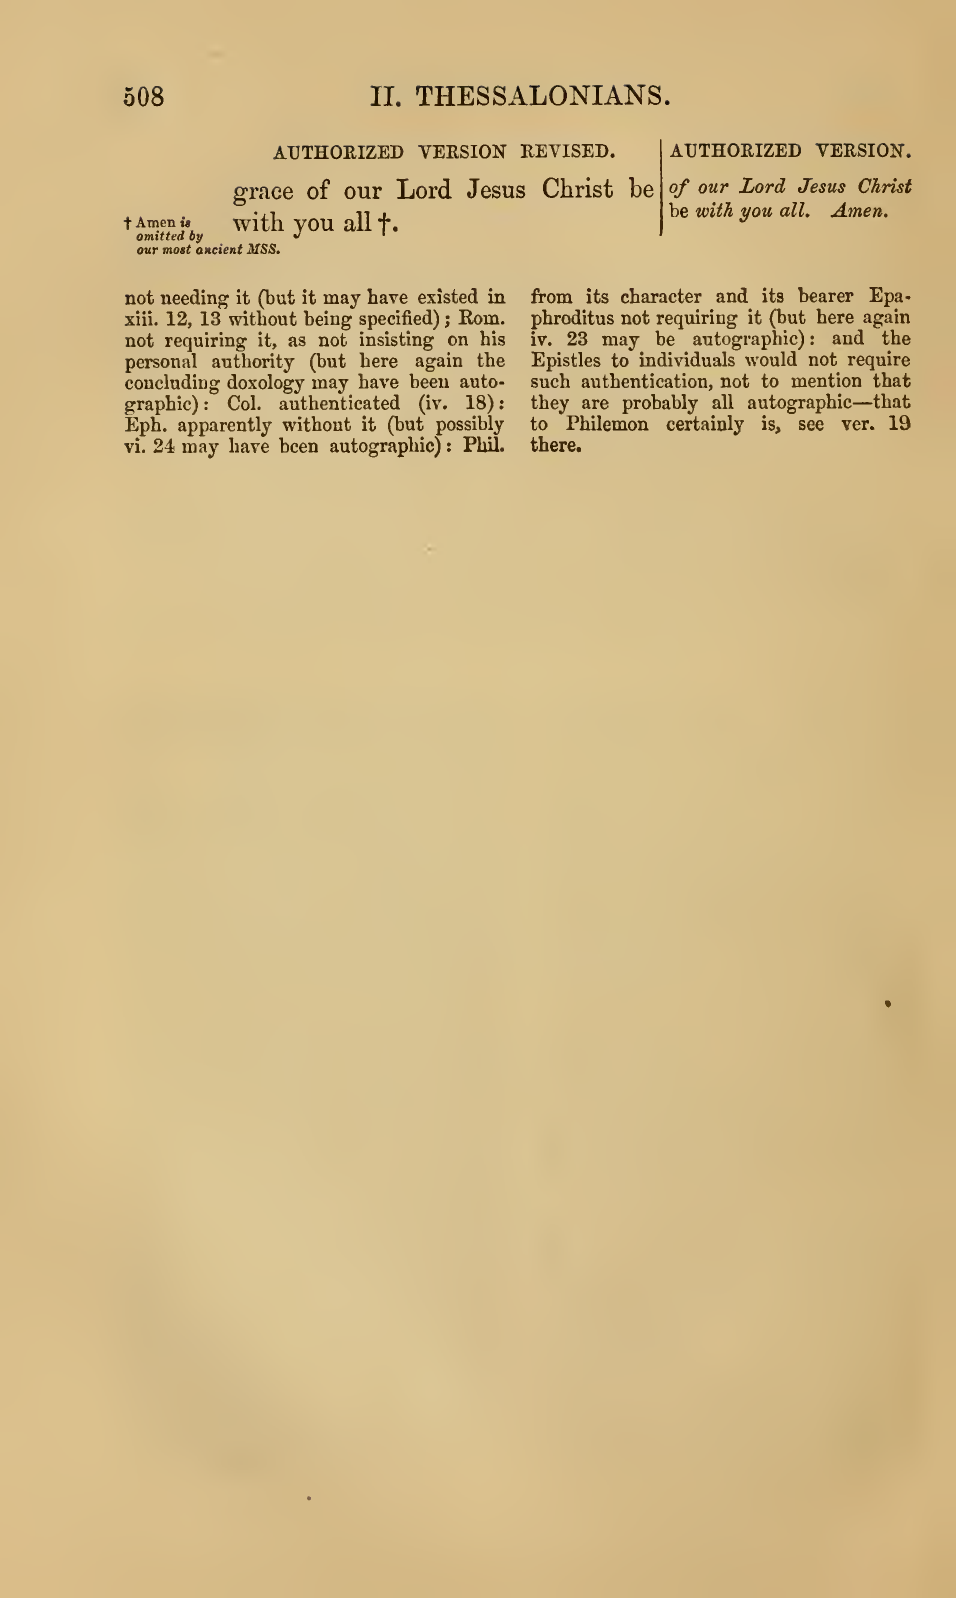 508
II. THESSALONIANS.
AUTHORIZED VERSION REVISED.
grace of our Lord Jesus Christ be
with you all †.
† Amen is
omitted by
our most ancient MSS.
AUTHORIZED VERSION.
of our Lord Jesus Christ
be with you all. Amen.
not needing it (but it may have existed in
xiii. 12, 13 without being specified) ; Rom.
not requiring it, as not insisting on his
personal authority (but here again the
concluding doxology may have been auto-
graphic) : Col. authenticated (iv. 18) :
Eph. apparently without it (but possibly
vi. 24 may have been autographic) : Phil.
from its character and its bearer Epa-
phroditus not requiring it (but here again
iv. 23 may be autographic) : and the
Epistles to individuals would not require
such authentication, not to mention that
they are probably all autographic—that
to Philemon certainly is, see ver. 19
there.